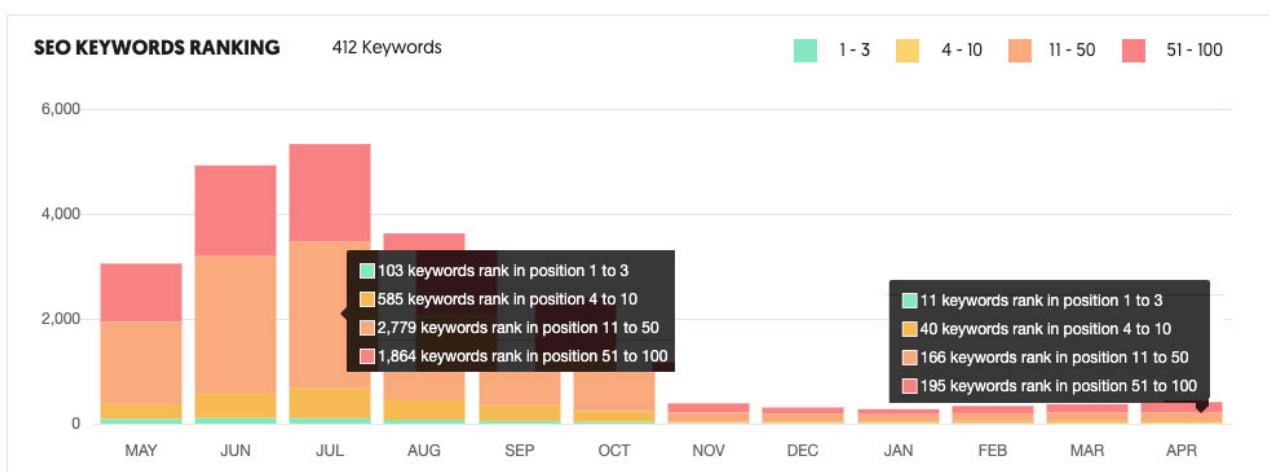 SEO KEYWORDS RANKING 412 Keywords 1 - 3 4 - 10 11 - 50 51 - 100
6,000
4,000
103 keywords rank in position 1 to 3
585 keywords rank in position 4 to 10
2,779 keywords rank in position 11 to 50
1,864 keywords rank in position 51 to 100
11 keywords rank in position 1 to 3
40 keywords rank in position 4 to 10
166 keywords rank in position 11 to 50
195 keywords rank in position 51 to 100
2,000
0
MAY JUN JUL AUG SEP OCT NOV DEC JAN FEB MAR APR